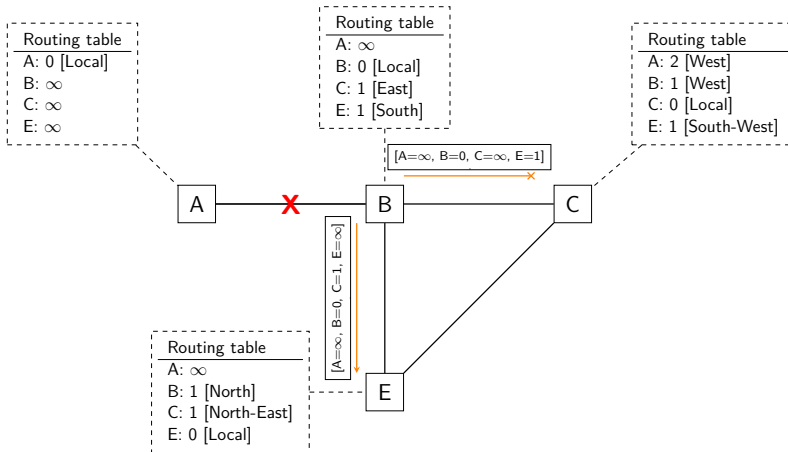 Routing table
A: 0 [Local]
B: ∞
C: ∞
E: ∞
Routing table
A: ∞
B: 0 [Local]
C: 1 [East]
E: 1 [South]
Routing table
A: 2 [West]
B: 1 [West]
C: 0 [Local]
E: 1 [South-West]
[A=∞, B=0, C=∞, E=1]
A
X
B
C
[A=∞, B=0, C=1, E=∞]
Routing table
A: ∞
B: 1 [North]
C: 1 [North-East]
E: 0 [Local]
E